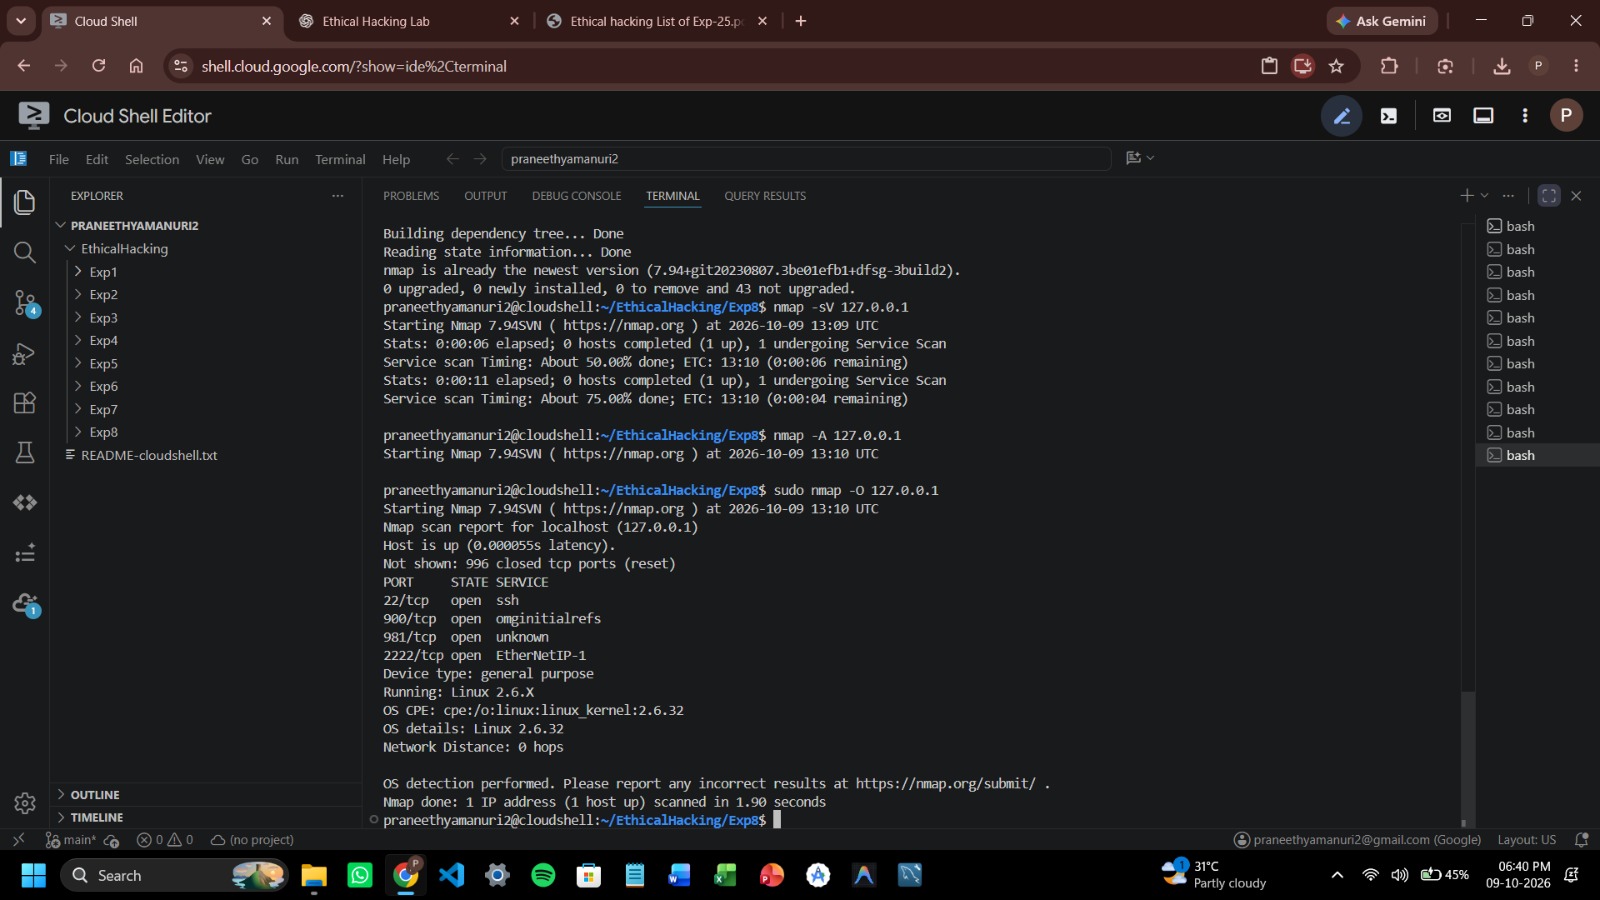 Cloud Shell
Ethical Hacking Lab
Ethical hacking List of Exp-25.p
Ask Gemini
shell.cloud.google.com/?show=ide%2Cterminal
P
Cloud Shell Editor
P
File Edit Selection View Go Run Terminal Help
praneethyamanuri2
EXPLORER
PRANEETHYAMANURI2
EthicalHacking
Exp1
Exp2
Exp3
Exp4
Exp5
Exp6
Exp7
Exp8
README-cloudshell.txt
4
1
OUTLINE
TIMELINE
PROBLEMS OUTPUT DEBUG CONSOLE TERMINAL QUERY RESULTS
Building dependency tree... Done
Reading state information... Done
nmap is already the newest version (7.94+git20230807.3be01efb1+dfsg-3build2).
0 upgraded, 0 newly installed, 0 to remove and 43 not upgraded.
praneethyamanuri2@cloudshell:~/EthicalHacking/Exp8$ nmap -sV 127.0.0.1
Starting Nmap 7.94SVN ( https://nmap.org ) at 2026-10-09 13:09 UTC
Stats: 0:00:06 elapsed; 0 hosts completed (1 up), 1 undergoing Service Scan
Service scan Timing: About 50.00% done; ETC: 13:10 (0:00:06 remaining)
Stats: 0:00:11 elapsed; 0 hosts completed (1 up), 1 undergoing Service Scan
Service scan Timing: About 75.00% done; ETC: 13:10 (0:00:04 remaining)
praneethyamanuri2@cloudshell:~/EthicalHacking/Exp8$ nmap -A 127.0.0.1
Starting Nmap 7.94SVN ( https://nmap.org ) at 2026-10-09 13:10 UTC
praneethyamanuri2@cloudshell:~/EthicalHacking/Exp8$ sudo nmap -O 127.0.0.1
Starting Nmap 7.94SVN ( https://nmap.org ) at 2026-10-09 13:10 UTC
Nmap scan report for localhost (127.0.0.1)
Host is up (0.000055s latency).
Not shown: 996 closed tcp ports (reset)
PORT     STATE SERVICE
22/tcp   open  ssh
900/tcp  open  omginitialrefs
981/tcp  open  unknown
2222/tcp open  EtherNetIP-1
Device type: general purpose
Running: Linux 2.6.X
OS CPE: cpe:/o:linux:linux_kernel:2.6.32
OS details: Linux 2.6.32
Network Distance: 0 hops
OS detection performed. Please report any incorrect results at https://nmap.org/submit/ .
Nmap done: 1 IP address (1 host up) scanned in 1.90 seconds
praneethyamanuri2@cloudshell:~/EthicalHacking/Exp8$
bash
bash
bash
bash
bash
bash
bash
bash
bash
bash
bash
main* 0 0 (no project)
praneethyamanuri2@gmail.com (Google) Layout: US
Search
P
1
31°C
Partly cloudy
45%
06:40 PM
09-10-2026